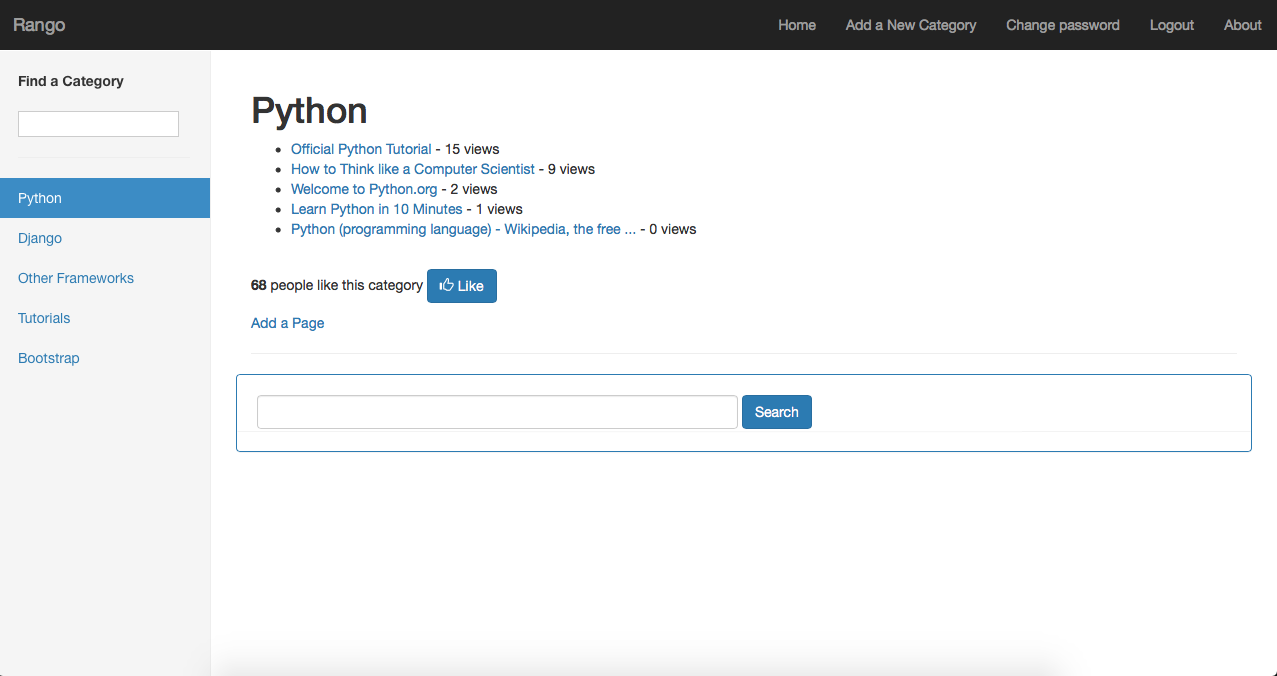 Rango Home Add a New Category Change password Logout About
Find a Category
Python
Django
Other Frameworks
Tutorials
Bootstrap
Python
Official Python Tutorial - 15 views
How to Think like a Computer Scientist - 9 views
Welcome to Python.org - 2 views
Learn Python in 10 Minutes - 1 views
Python (programming language) - Wikipedia, the free ... - 0 views
68 people like this category Like
Add a Page
Search